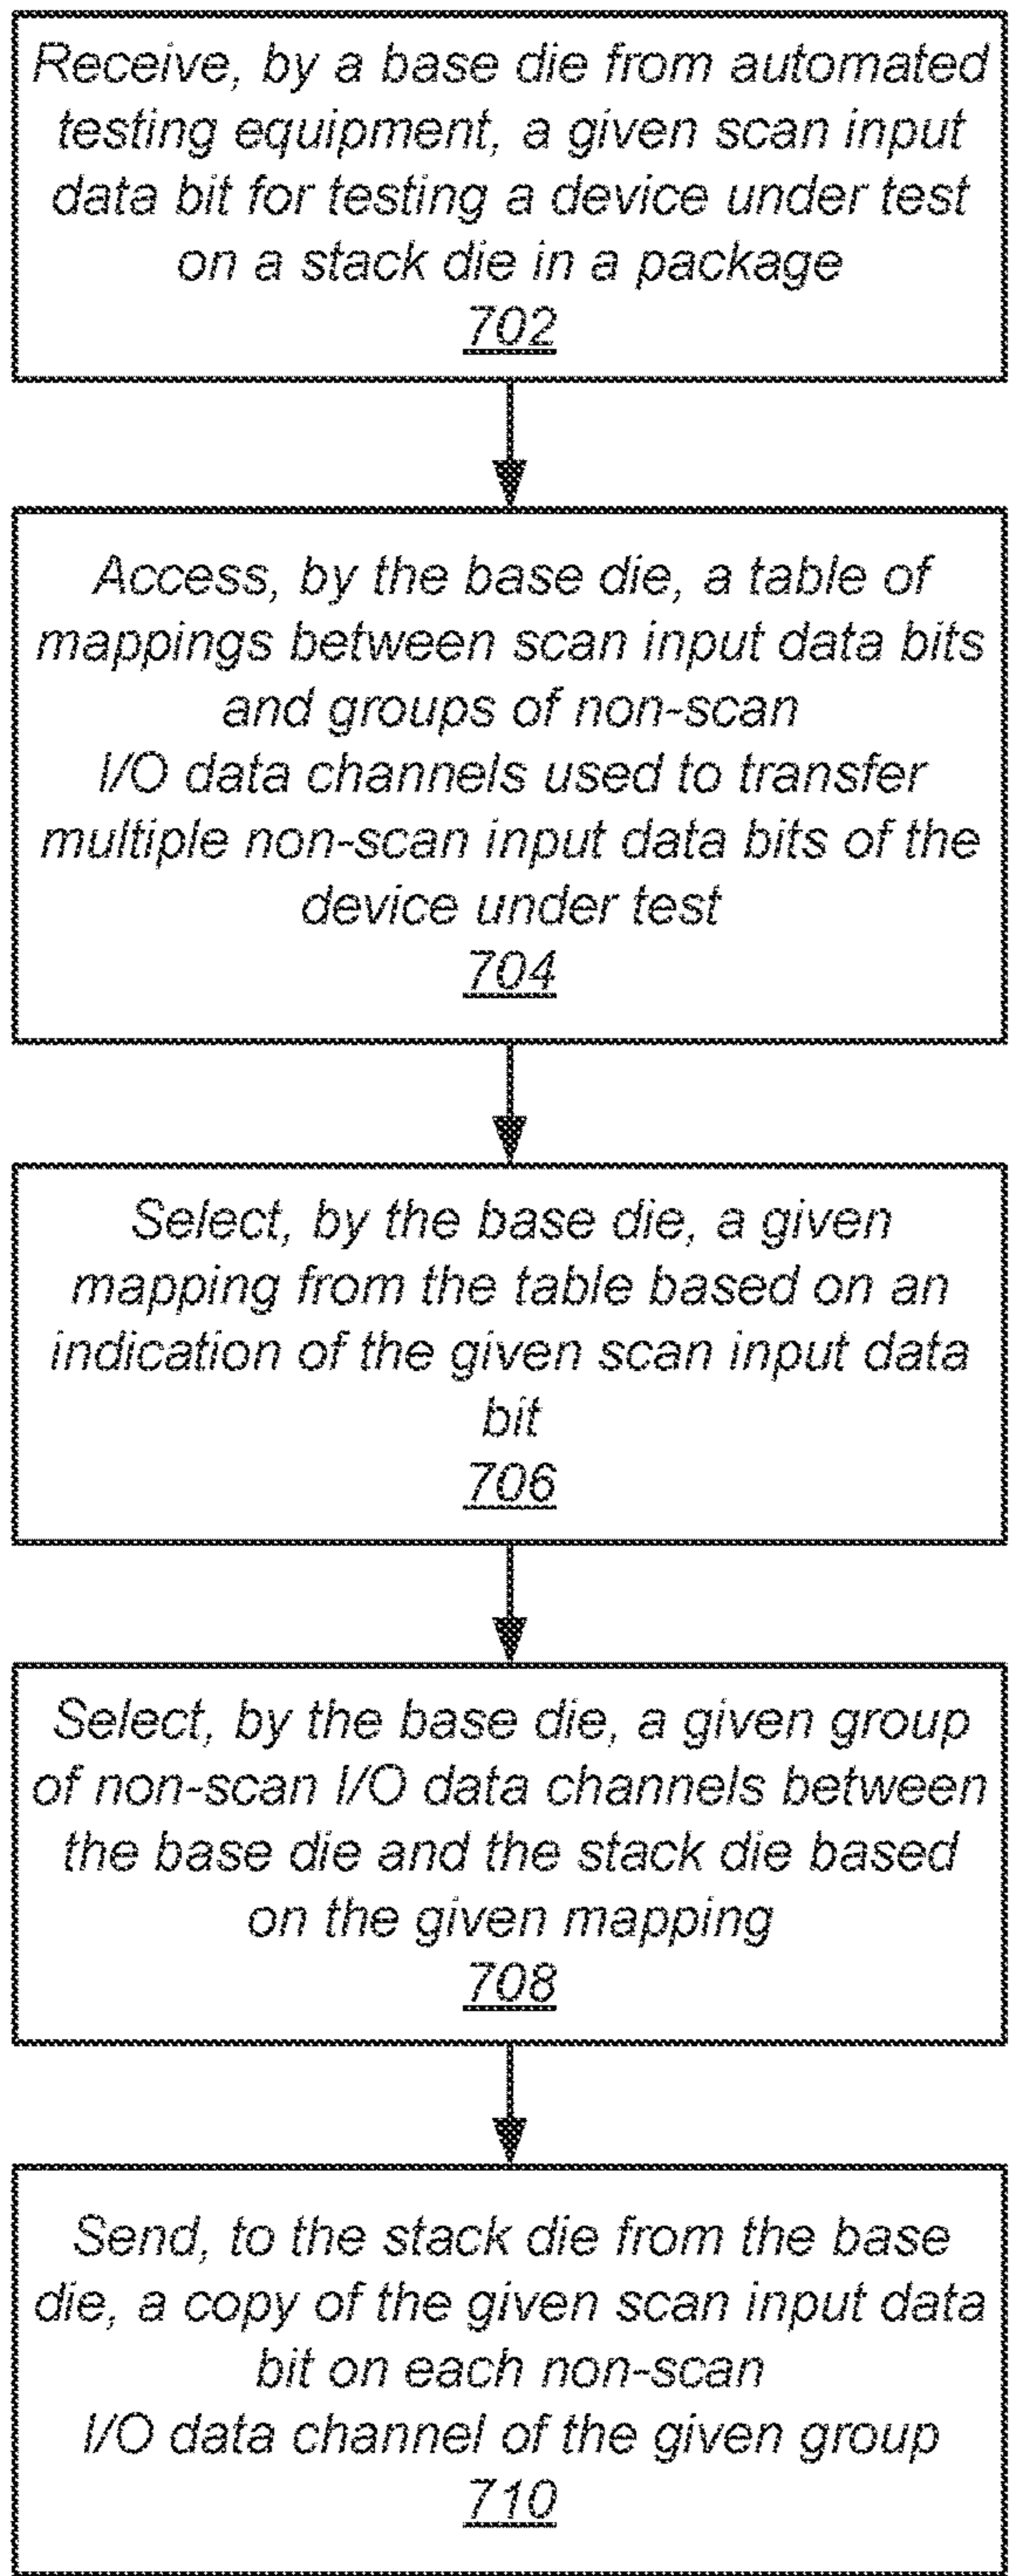 Receive, by a base die from automated
testing equipment, a given scan input
data bit for testing a device under test
on a stack die in a package
702
Access, by the base die, a table of
mappings between scan input data bits
and groups of non-scan
I/O data channels used to transfer
multiple non-scan input data bits of the
device under test
704
Select, by the base die, a given
mapping from the table based on an
indication of the given scan input data
bit
706
Select, by the base die, a given group
of non-scan I/O data channels between
the base die and the stack die based
on the given mapping
708
Send, to the stack die from the base
die, a copy of the given scan input data
bit on each non-scan
I/O data channel of the given group
710